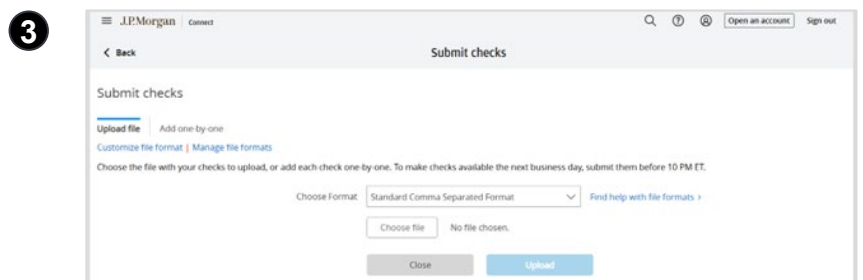 3
J.P.Morgan | Connect Open an account Sign out
Back Submit checks
Submit checks
Upload file Add one-by-one
Customize file format | Manage file formats
Choose the file with your checks to upload, or add each check one-by-one. To make checks available the next business day, submit them before 10 PM ET.
Choose Format Standard Comma Separated Format Find help with file formats ›
Choose file No file chosen.
Close Upload